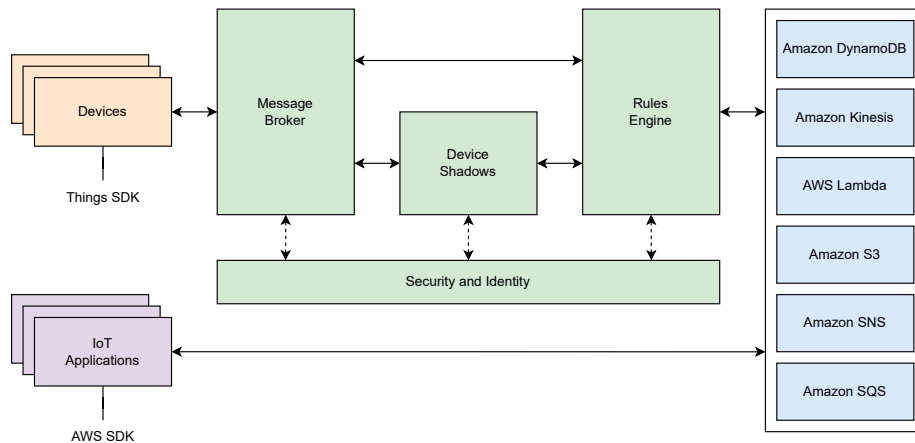 Devices
Things SDK
Message
Broker
Device
Shadows
Rules
Engine
Security and Identity
IoT
Applications
AWS SDK
Amazon DynamoDB
Amazon Kinesis
AWS Lambda
Amazon S3
Amazon SNS
Amazon SQS